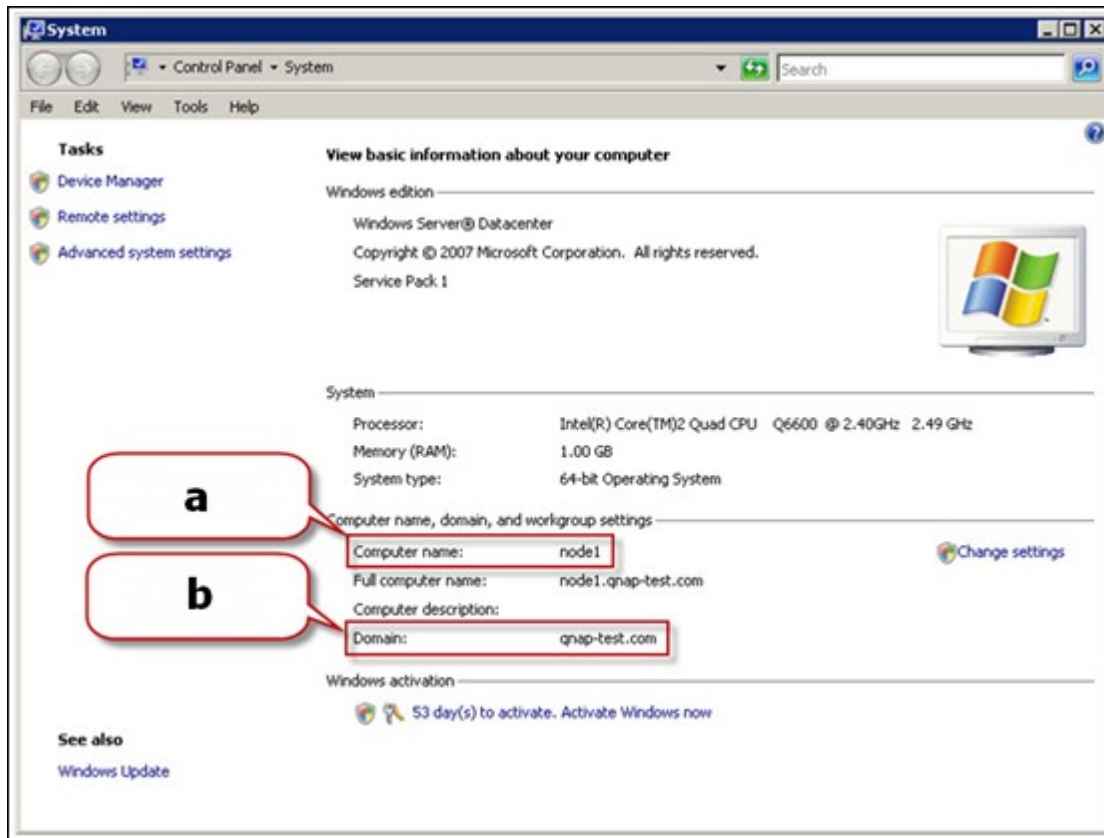 System
Control Panel System
Search
File Edit View Tools Help
Tasks
Device Manager
Remote settings
Advanced system settings
View basic information about your computer
Windows edition
Windows Server® Datacenter
Copyright © 2007 Microsoft Corporation. All rights reserved.
Service Pack 1
System
Processor: Intel(R) Core(TM)2 Quad CPU Q6600 @ 2.40GHz 2.49 GHz
Memory (RAM): 1.00 GB
System type: 64-bit Operating System
a
Computer name, domain, and workgroup settings
Computer name: node1
Change settings
Full computer name: node1.qnap-test.com
b
Computer description:
Domain: qnap-test.com
Windows activation
53 day(s) to activate. Activate Windows now
See also
Windows Update